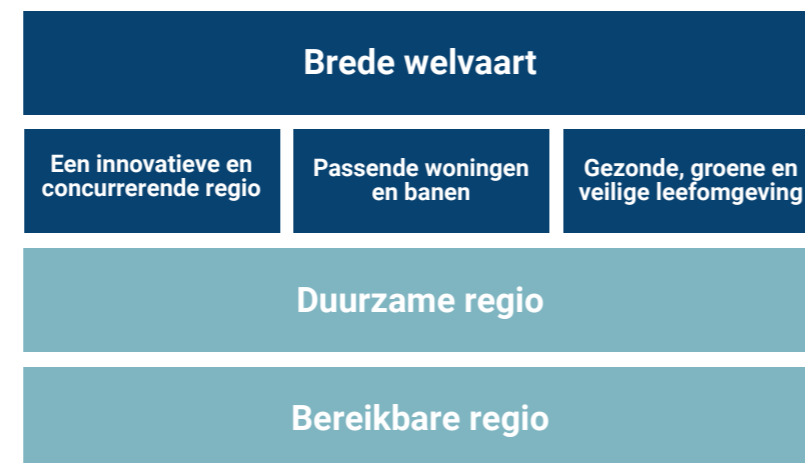 Brede welvaart
Een innovatieve en
concurrerende regio
Passende woningen
en banen
Gezonde, groene en
veilige leefomgeving
Duurzame regio
Bereikbare regio